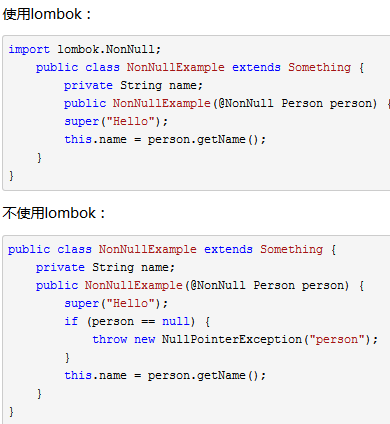 使用lombok：
import lombok.NonNull;
    public class NonNullExample extends Something {
        private String name;
        public NonNullExample(@NonNull Person person) {
        super("Hello");
        this.name = person.getName();
    }
}
不使用lombok：
public class NonNullExample extends Something {
    private String name;
    public NonNullExample(@NonNull Person person) {
        super("Hello");
        if (person == null) {
            throw new NullPointerException("person");
        }
        this.name = person.getName();
    }
}